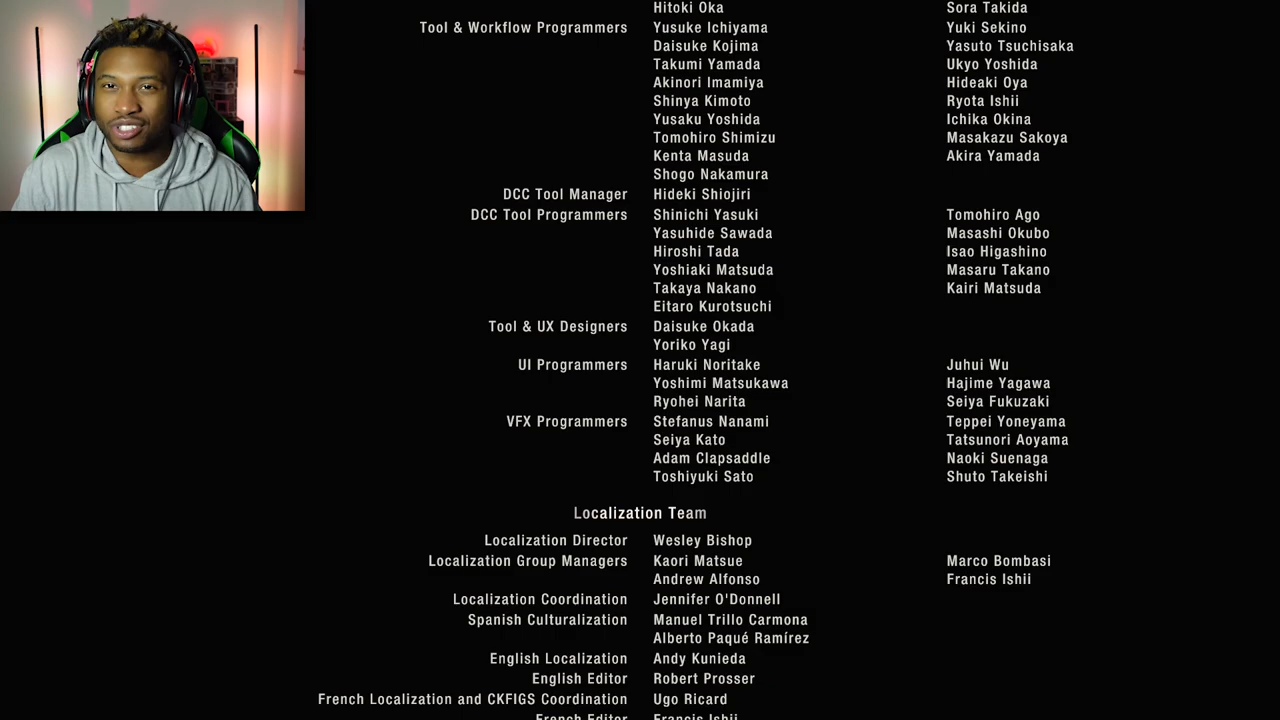 Hitoki Oka Sora Takida
Tool & Workflow Programmers Yusuke Ichiyama Yuki Sekino
Daisuke Kojima Yasuto Tsuchisaka
Takumi Yamada Ukyo Yoshida
Akinori Imamiya Hideaki Oya
Shinya Kimoto Ryota Ishii
Yusaku Yoshida Ichika Okina
Tomohiro Shimizu Masakazu Sakoya
Kenta Masuda Akira Yamada
Shogo Nakamura
DCC Tool Manager Hideki Shiojiri
DCC Tool Programmers Shinichi Yasuki Tomohiro Ago
Yasuhide Sawada Masashi Okubo
Hiroshi Tada Isao Higashino
Yoshiaki Matsuda Masaru Takano
Takaya Nakano Kairi Matsuda
Eitaro Kurotsuchi
Tool & UX Designers Daisuke Okada
Yoriko Yagi
UI Programmers Haruki Noritake Juhui Wu
Yoshimi Matsukawa Hajime Yagawa
Ryohei Narita Seiya Fukuzaki
VFX Programmers Stefanus Nanami Teppei Yoneyama
Seiya Kato Tatsunori Aoyama
Adam Clapsaddle Naoki Suenaga
Toshiyuki Sato Shuto Takeishi
Localization Team
Localization Director Wesley Bishop
Localization Group Managers Kaori Matsue Marco Bombasi
Andrew Alfonso Francis Ishii
Localization Coordination Jennifer O'Donnell
Spanish Culturalization Manuel Trillo Carmona
Alberto Paqué Ramírez
English Localization Andy Kunieda
English Editor Robert Prosser
French Localization and CKFIGS Coordination Ugo Ricard
French Editor Francis Ishii